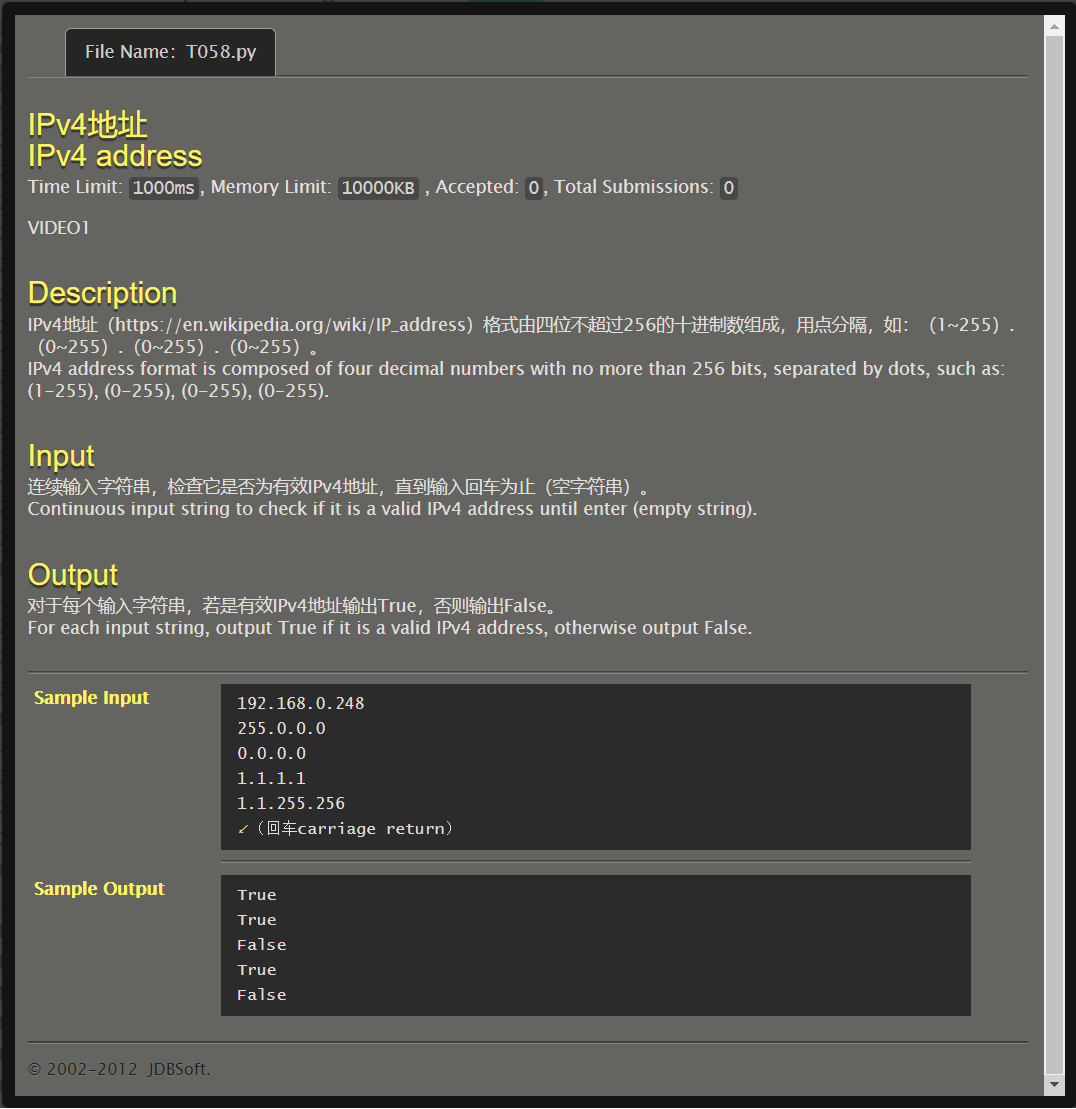 File Name: T058.py
IPv4地址
IPv4 address
Time Limit: 1000ms, Memory Limit: 10000KB , Accepted: 0, Total Submissions: 0
VIDEO1
Description
IPv4地址（https://en.wikipedia.org/wiki/IP_address）格式由四位不超过256的十进制数组成，用点分隔，如：（1~255）.
（0~255）.（0~255）.（0~255）。
IPv4 address format is composed of four decimal numbers with no more than 256 bits, separated by dots, such as:
(1-255), (0-255), (0-255), (0-255).
Input
连续输入字符串，检查它是否为有效IPv4地址，直到输入回车为止（空字符串）。
Continuous input string to check if it is a valid IPv4 address until enter (empty string).
Output
对于每个输入字符串，若是有效IPv4地址输出True，否则输出False。
For each input string, output True if it is a valid IPv4 address, otherwise output False.
Sample Input
192.168.0.248
255.0.0.0
0.0.0.0
1.1.1.1
1.1.255.256
↙（回车carriage return）
Sample Output
True
True
False
True
False
© 2002-2012 JDBSoft.